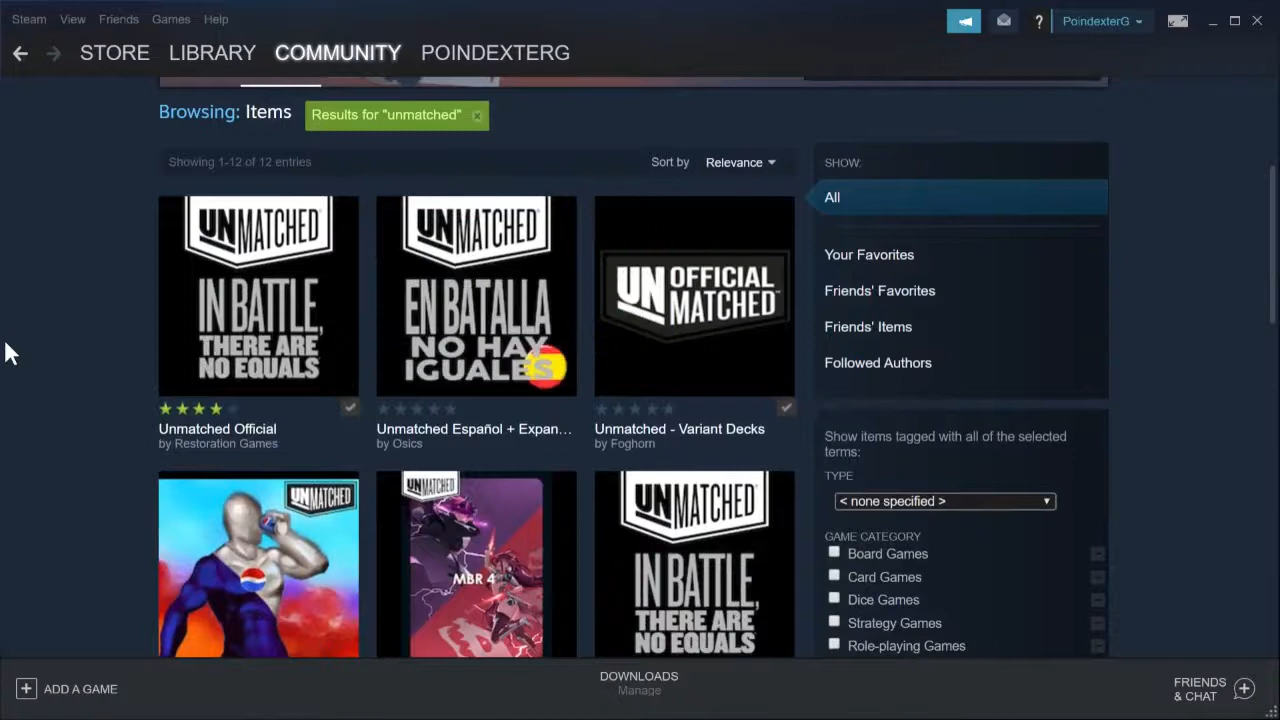 Steam View Friends Games Help
? PoindexterG
STORE LIBRARY COMMUNITY POINDEXTERG
Browsing: Items Results for "unmatched" x
Showing 1-12 of 12 entries
Sort by Relevance
SHOW:
All
Your Favorites
Friends' Favorites
Friends' Items
Followed Authors
UNMATCHED
IN BATTLE,
THERE ARE
NO EQUALS
UNMATCHED
EN BATALLA
NO HAY
IGUALES
UN OFFICIAL
MATCHED™
Unmatched Official
by Restoration Games
Unmatched Español + Expan...
by Osics
Unmatched - Variant Decks
by Foghorn
UNMATCHED
UNMATCHED
MBR 4
UNMATCHED
IN BATTLE,
THERE ARE
NO EQUALS
Show items tagged with all of the selected
terms:
TYPE
< none specified >
GAME CATEGORY
Board Games
Card Games
Dice Games
Strategy Games
Role-playing Games
+ ADD A GAME
DOWNLOADS
Manage
FRIENDS
& CHAT